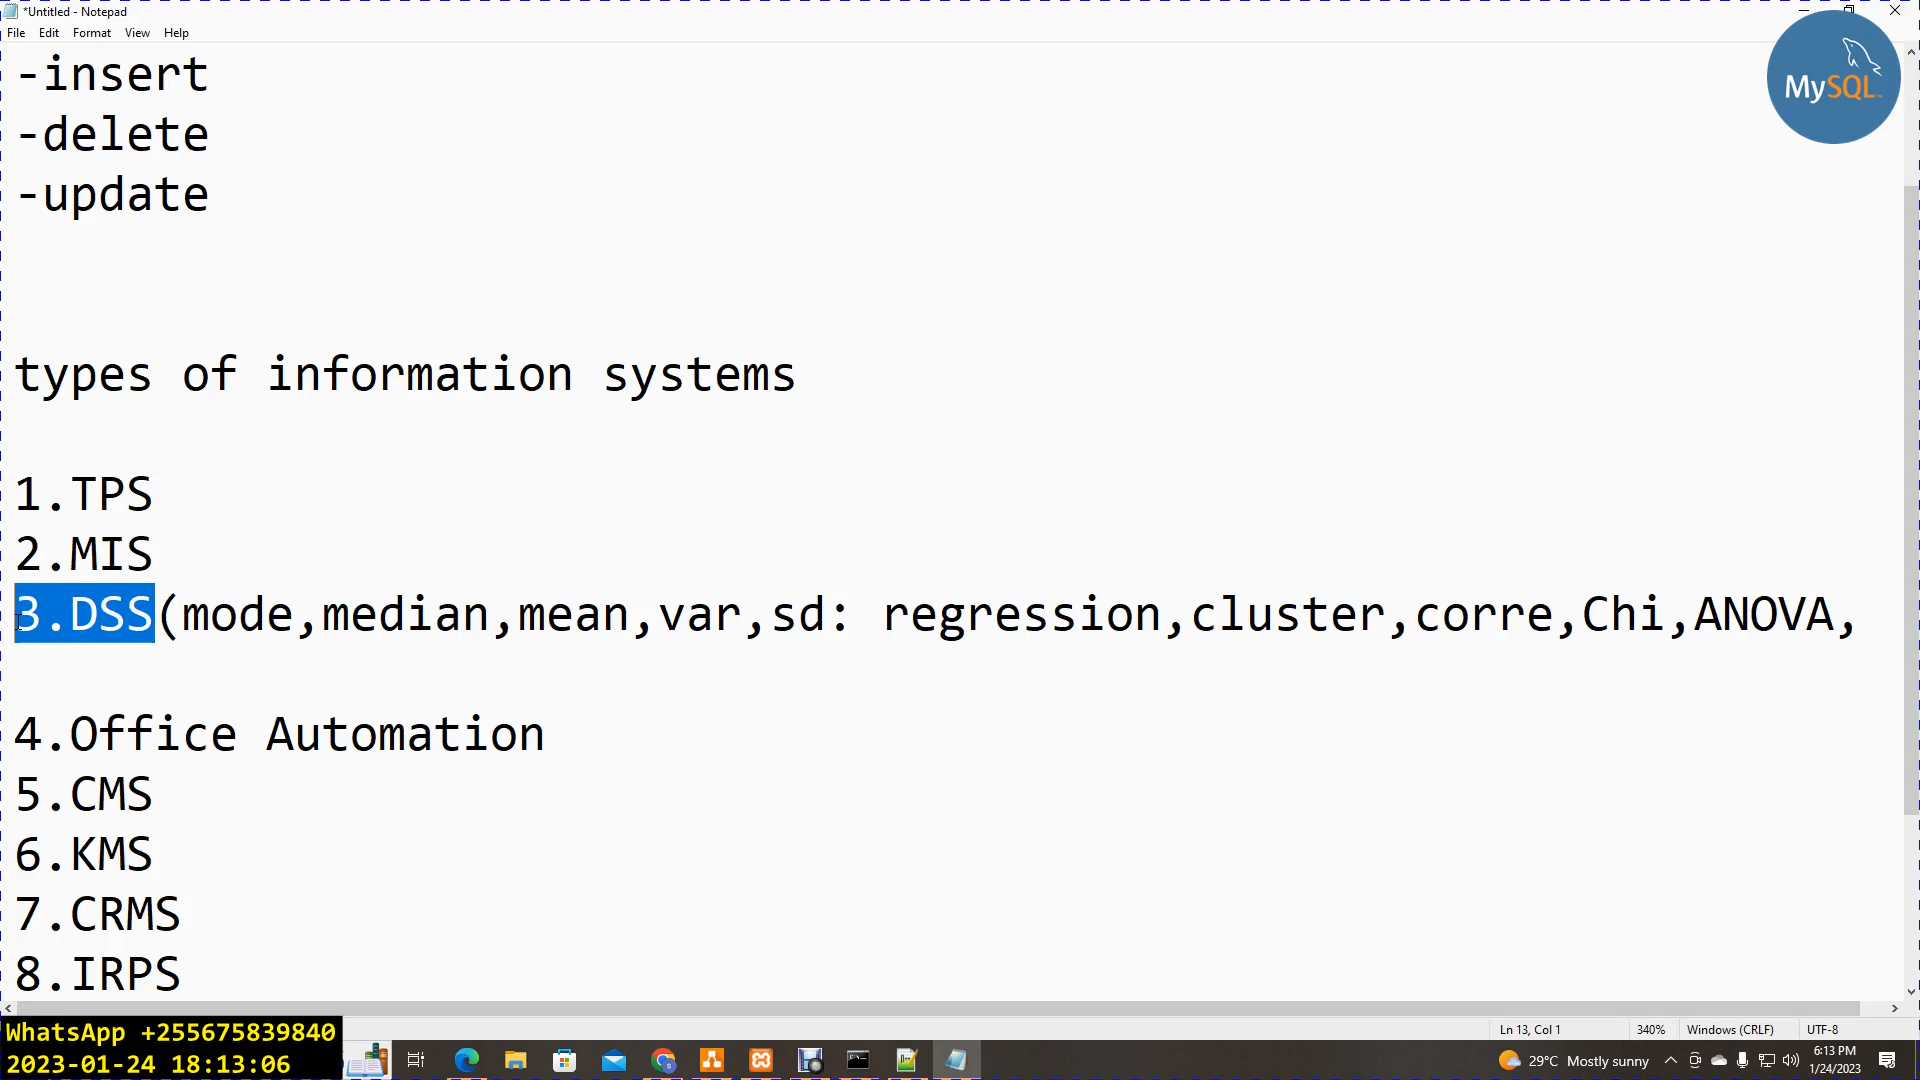 *Untitled - Notepad
File Edit Format View Help
-insert
-delete
-update
MySQL
types of information systems
1.TPS
2.MIS
3.DSS(mode,median,mean,var,sd: regression,cluster,corre,Chi,ANOVA,
4.Office Automation
5.CMS
6.KMS
7.CRMS
8.IRPS
Ln 13, Col 1 340% Windows (CRLF) UTF-8
WhatsApp +255675839840
2023-01-24 18:13:06
29°C Mostly sunny
6:13 PM
1/24/2023